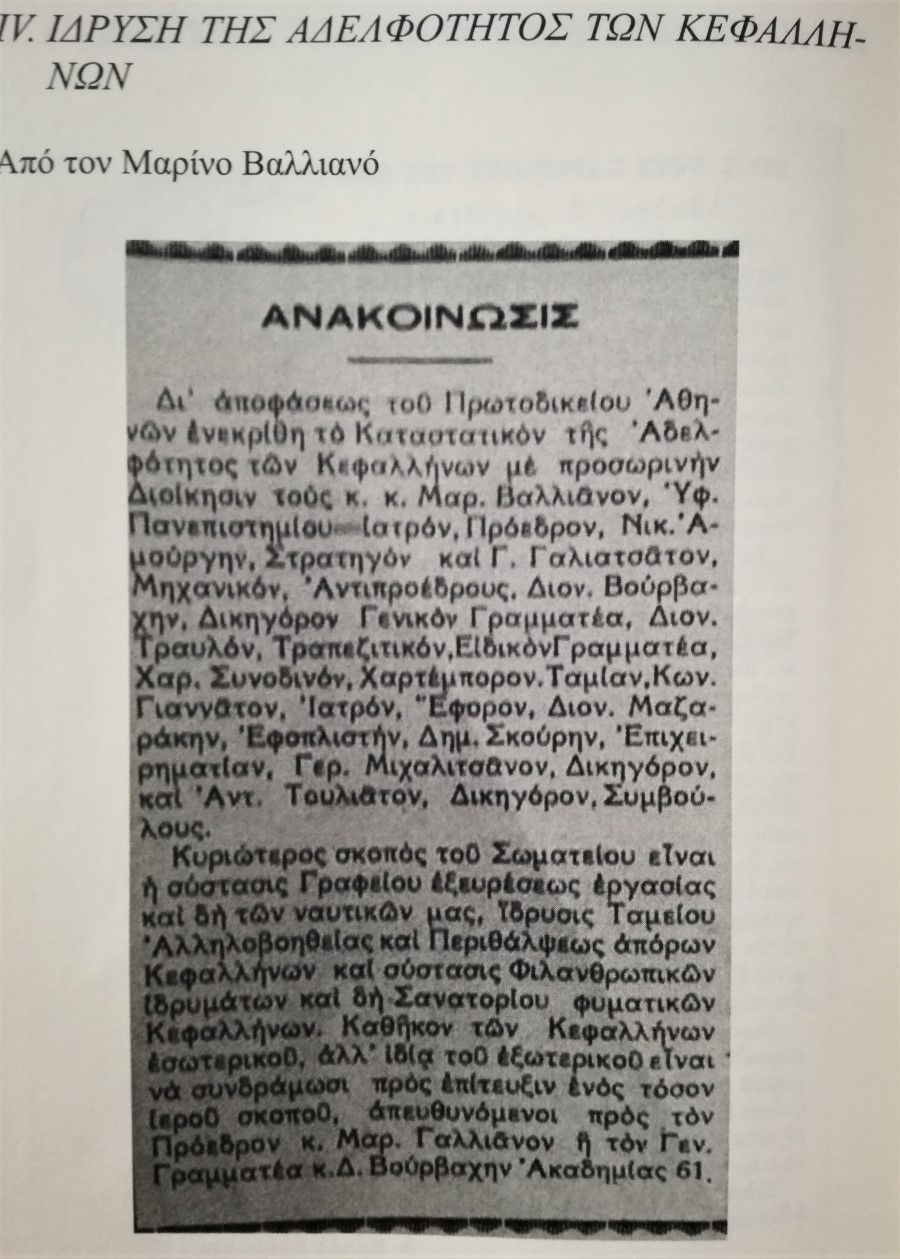 IV. ΙΔΡΥΣΗ ΤΗΣ ΑΔΕΛΦΟΤΗΤΟΣ ΤΩΝ ΚΕΦΑΛΛΗ-
ΝΩΝ
Από τον Μαρίνο Βαλλιανό
ΑΝΑΚΟΙΝΩΣΙΣ
Δι' ἀποφάσεως τοῦ Πρωτοδικείου Ἀθη-
νῶν ἐνεκρίθη τὸ Καταστατικὸν τῆς Ἀδελ-
φότητος τῶν Κεφαλλήνων μὲ προσωρινὴν
Διοίκησιν τοὺς κ. κ. Μαρ. Βαλλιᾶνον, Ὑφ.
Πανεπιστημίου—Ἰατρόν, Πρόεδρον, Νικ. Ἀ-
μούργην, Στρατηγὸν καὶ Γ. Γαλιατσᾶτον,
Μηχανικόν, Ἀντιπροέδρους, Διον. Βούρβα-
χην, Δικηγόρον Γενικὸν Γραμματέα, Διον.
Τραυλόν, Τραπεζιτικόν, Εἰδικὸν Γραμματέα,
Χαρ. Συνοδινόν, Χαρτέμπορον. Ταμίαν, Κων.
Γιαννᾶτον, Ἰατρόν, Ἔφορον, Διον. Μαζα-
ράκην, Ἐφοπλιστήν, Δημ. Σκούρην, Ἐπιχει-
ρηματίαν, Γερ. Μιχαλιτσᾶνον, Δικηγόρον,
καὶ Ἀντ. Τουλιᾶτον, Δικηγόρον, Συμβού-
λους.
Κυριώτερος σκοπὸς τοῦ Σωματείου εἶναι
ἡ σύστασις Γραφείου ἐξευρέσεως ἐργασίας
καὶ δὴ τῶν ναυτικῶν μας, ἵδρυσις Ταμείου
Ἀλληλοβοηθείας καὶ Περιθάλψεως ἀπόρων
Κεφαλλήνων καὶ σύστασις Φιλανθρωπικῶν
ἱδρυμάτων καὶ δὴ Σανατορίου φυματικῶν
Κεφαλλήνων. Καθῆκον τῶν Κεφαλλήνων
ἐσωτερικοῦ, ἀλλ' ἰδίᾳ τοῦ ἐξωτερικοῦ εἶναι
νὰ συνδράμωσι πρὸς ἐπίτευξιν ἑνὸς τόσον
ἱεροῦ σκοποῦ, ἀπευθυνόμενοι πρὸς τὸν
Πρόεδρον κ. Μαρ. Γαλλιᾶνον ἢ τὸν Γεν.
Γραμματέα κ. Δ. Βούρβαχην Ἀκαδημίας 61.